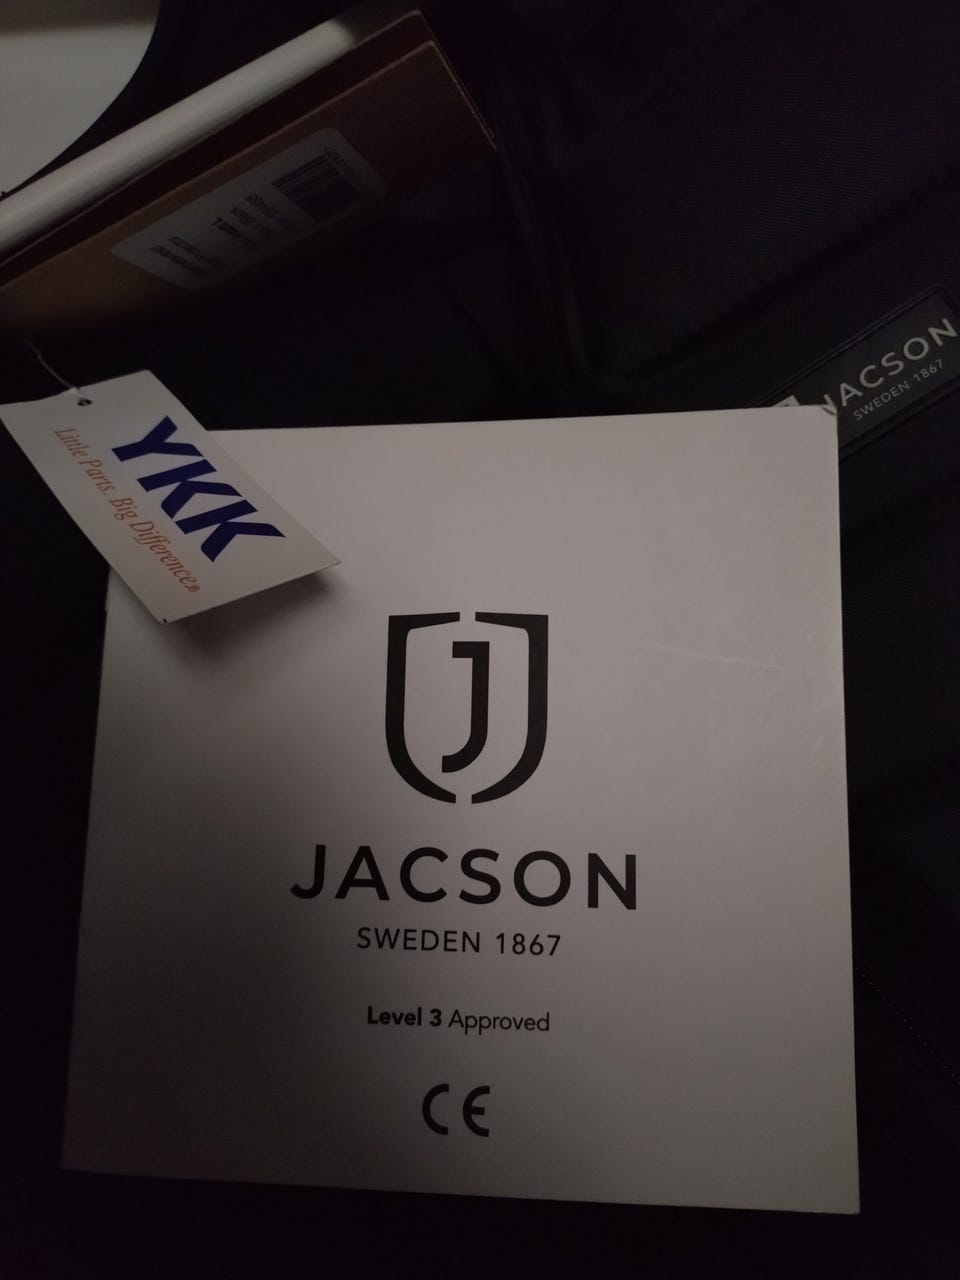 JACSON
SWEDEN 1867
YKK
Little Parts. Big Difference.®
J
JACSON
SWEDEN 1867
Level 3 Approved
CE